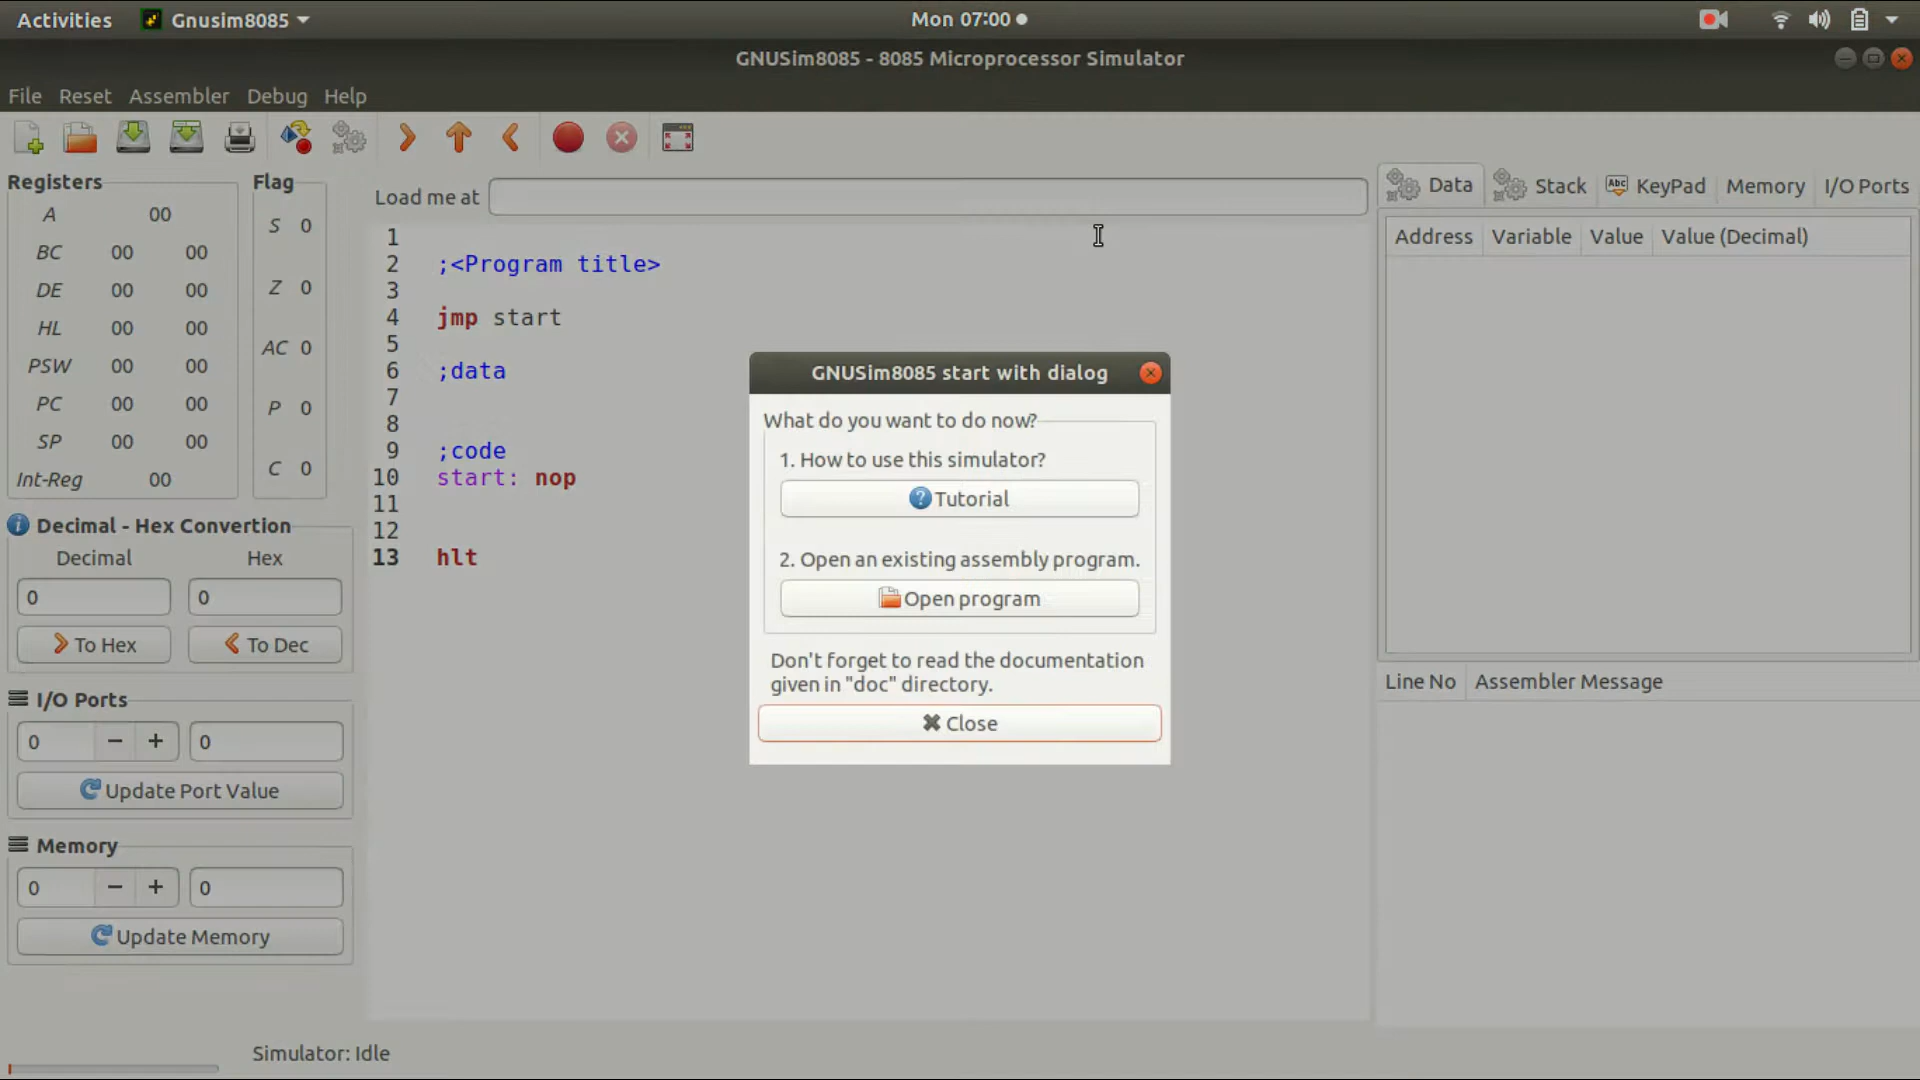 Activities Gnusim8085 Mon 07:00
GNUSim8085 - 8085 Microprocessor Simulator
File Reset Assembler Debug Help
Registers
A 00
BC 00 00
DE 00 00
HL 00 00
PSW 00 00
PC 00 00
SP 00 00
Int-Reg 00
Flag
S 0
Z 0
AC 0
P 0
C 0
Decimal - Hex Convertion
Decimal Hex
0 0
To Hex To Dec
I/O Ports
0 − + 0
Update Port Value
Memory
0 − + 0
Update Memory
Load me at
1
2 ;<Program title>
3
4 jmp start
5
6 ;data
7
8
9 ;code
10 start: nop
11
12
13 hlt
GNUSim8085 start with dialog
What do you want to do now?
1. How to use this simulator?
Tutorial
2. Open an existing assembly program.
Open program
Don't forget to read the documentation
given in "doc" directory.
Close
Data Stack Abc KeyPad Memory I/O Ports
Address Variable Value Value (Decimal)
Line No Assembler Message
Simulator: Idle